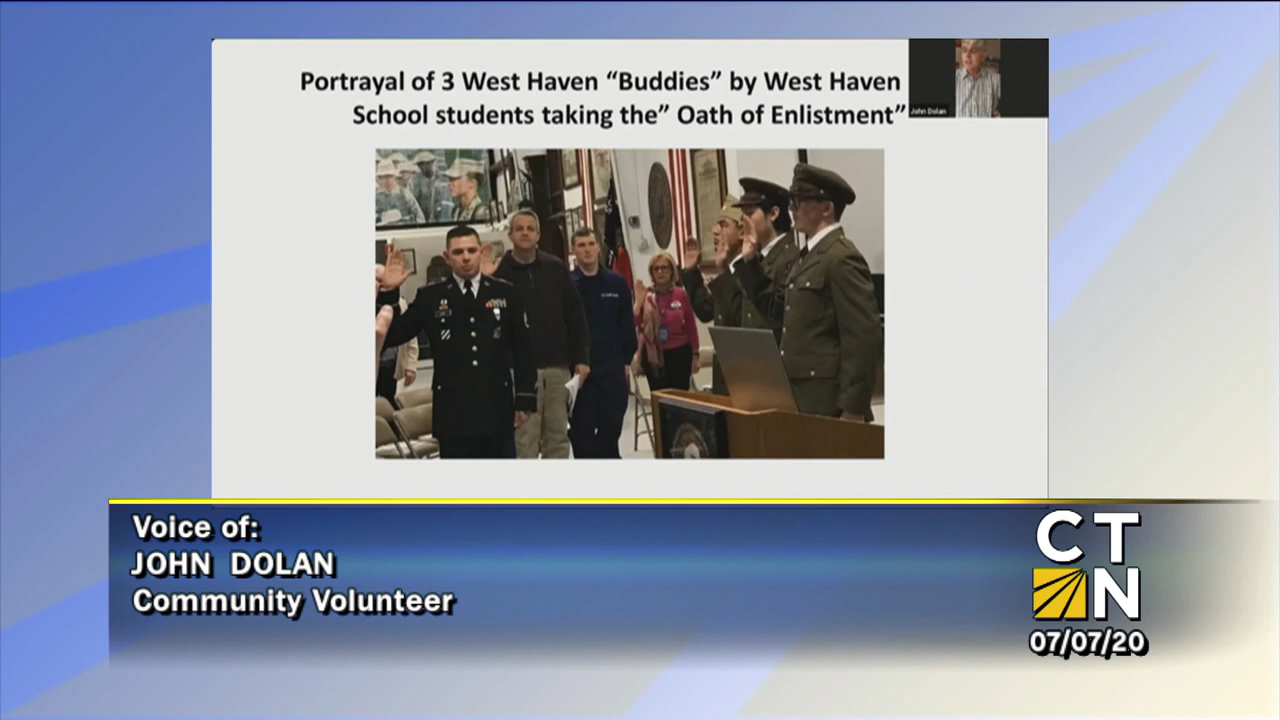 Portrayal of 3 West Haven “Buddies” by West Haven
School students taking the” Oath of Enlistment”
John Dolan
Voice of:
JOHN DOLAN
Community Volunteer
CT
N
07/07/20